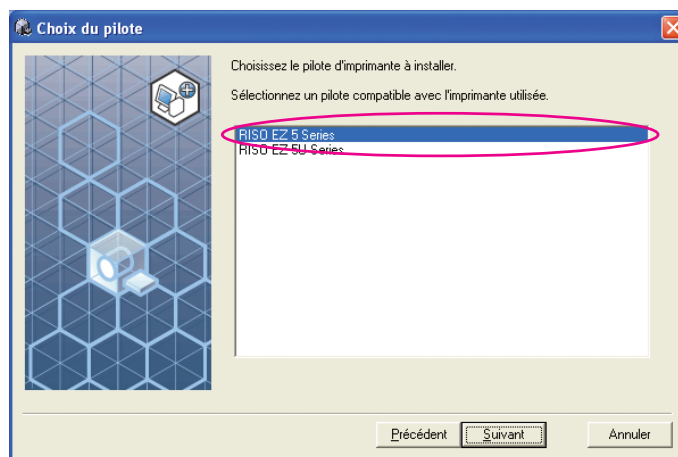 Choix du pilote
Choisissez le pilote d'imprimante à installer.
Sélectionnez un pilote compatible avec l'imprimante utilisée.
RISO EZ 5 Series
RISO EZ 5U Series
Précédent
Suivant
Annuler